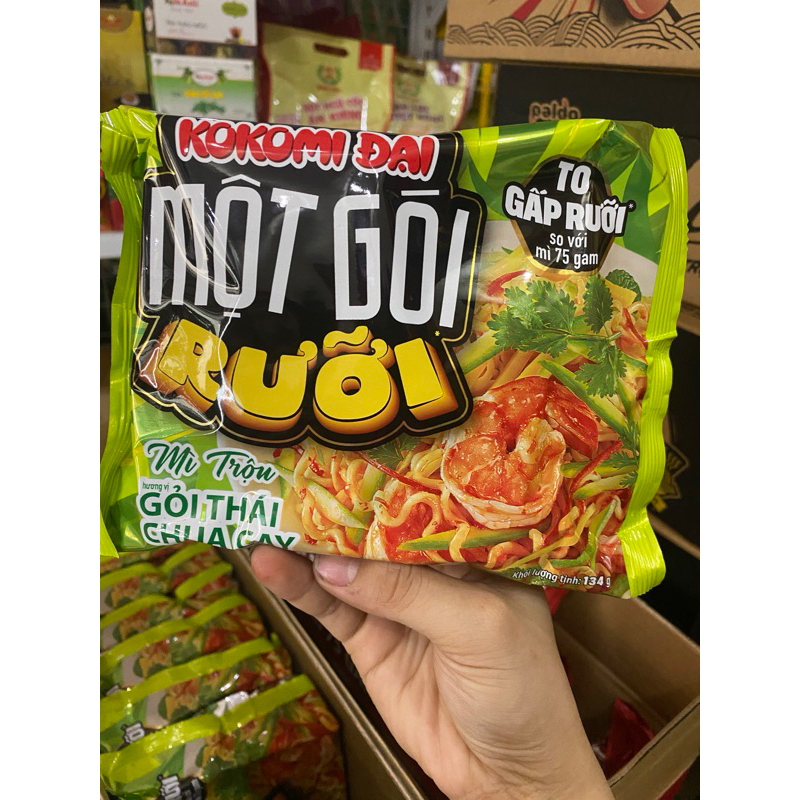 KOKOMI ĐẠI
MỘT GÓI
RƯỠI*
TO
GẤP RƯỠI*
so với
mì 75 gam
Mì Trộn
hương vị
GỎI THÁI
CHUA CAY
Khối lượng tịnh: 134 g
paldo